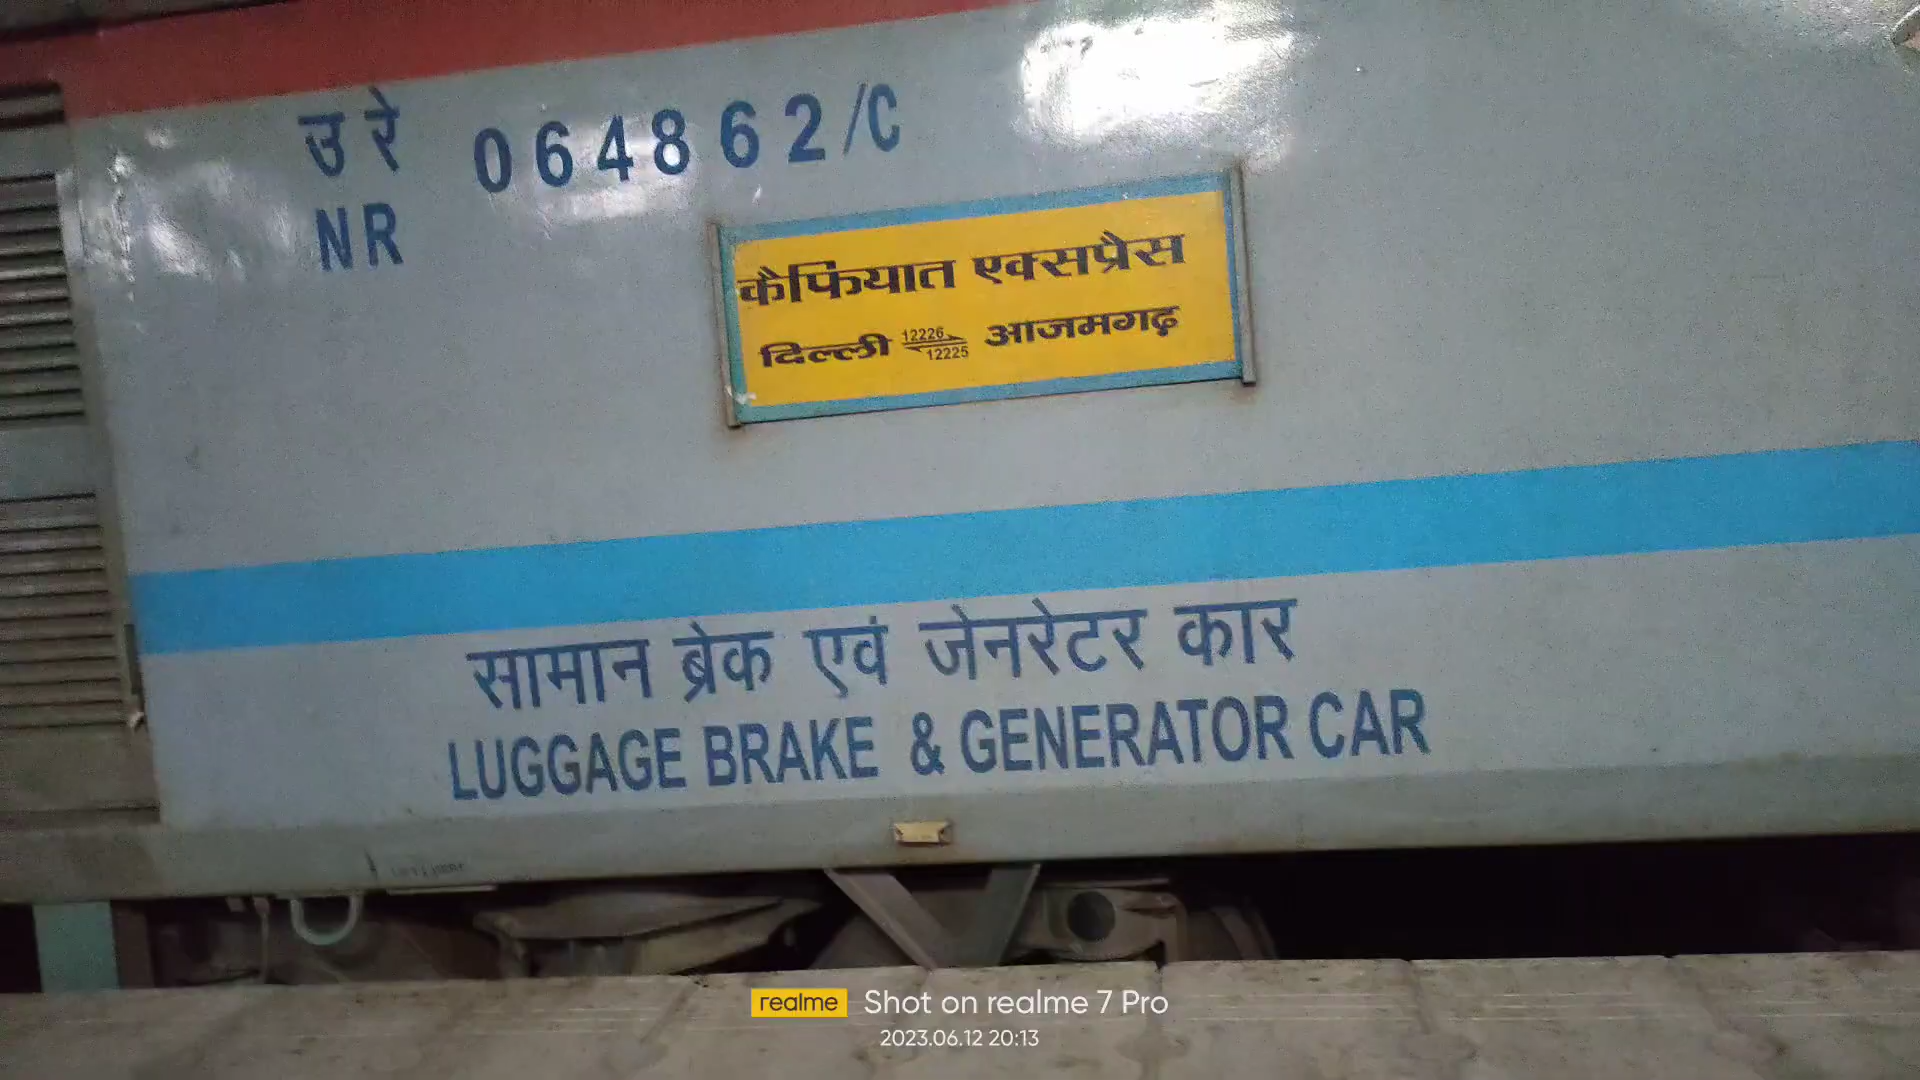 उ रे 064862/C
NR
कैफियात एक्सप्रैस
दिल्ली 12226 12225 आजमगढ़
सामान ब्रेक एवं जेनरेटर कार
LUGGAGE BRAKE & GENERATOR CAR
realme Shot on realme 7 Pro
2023.06.12 20:13